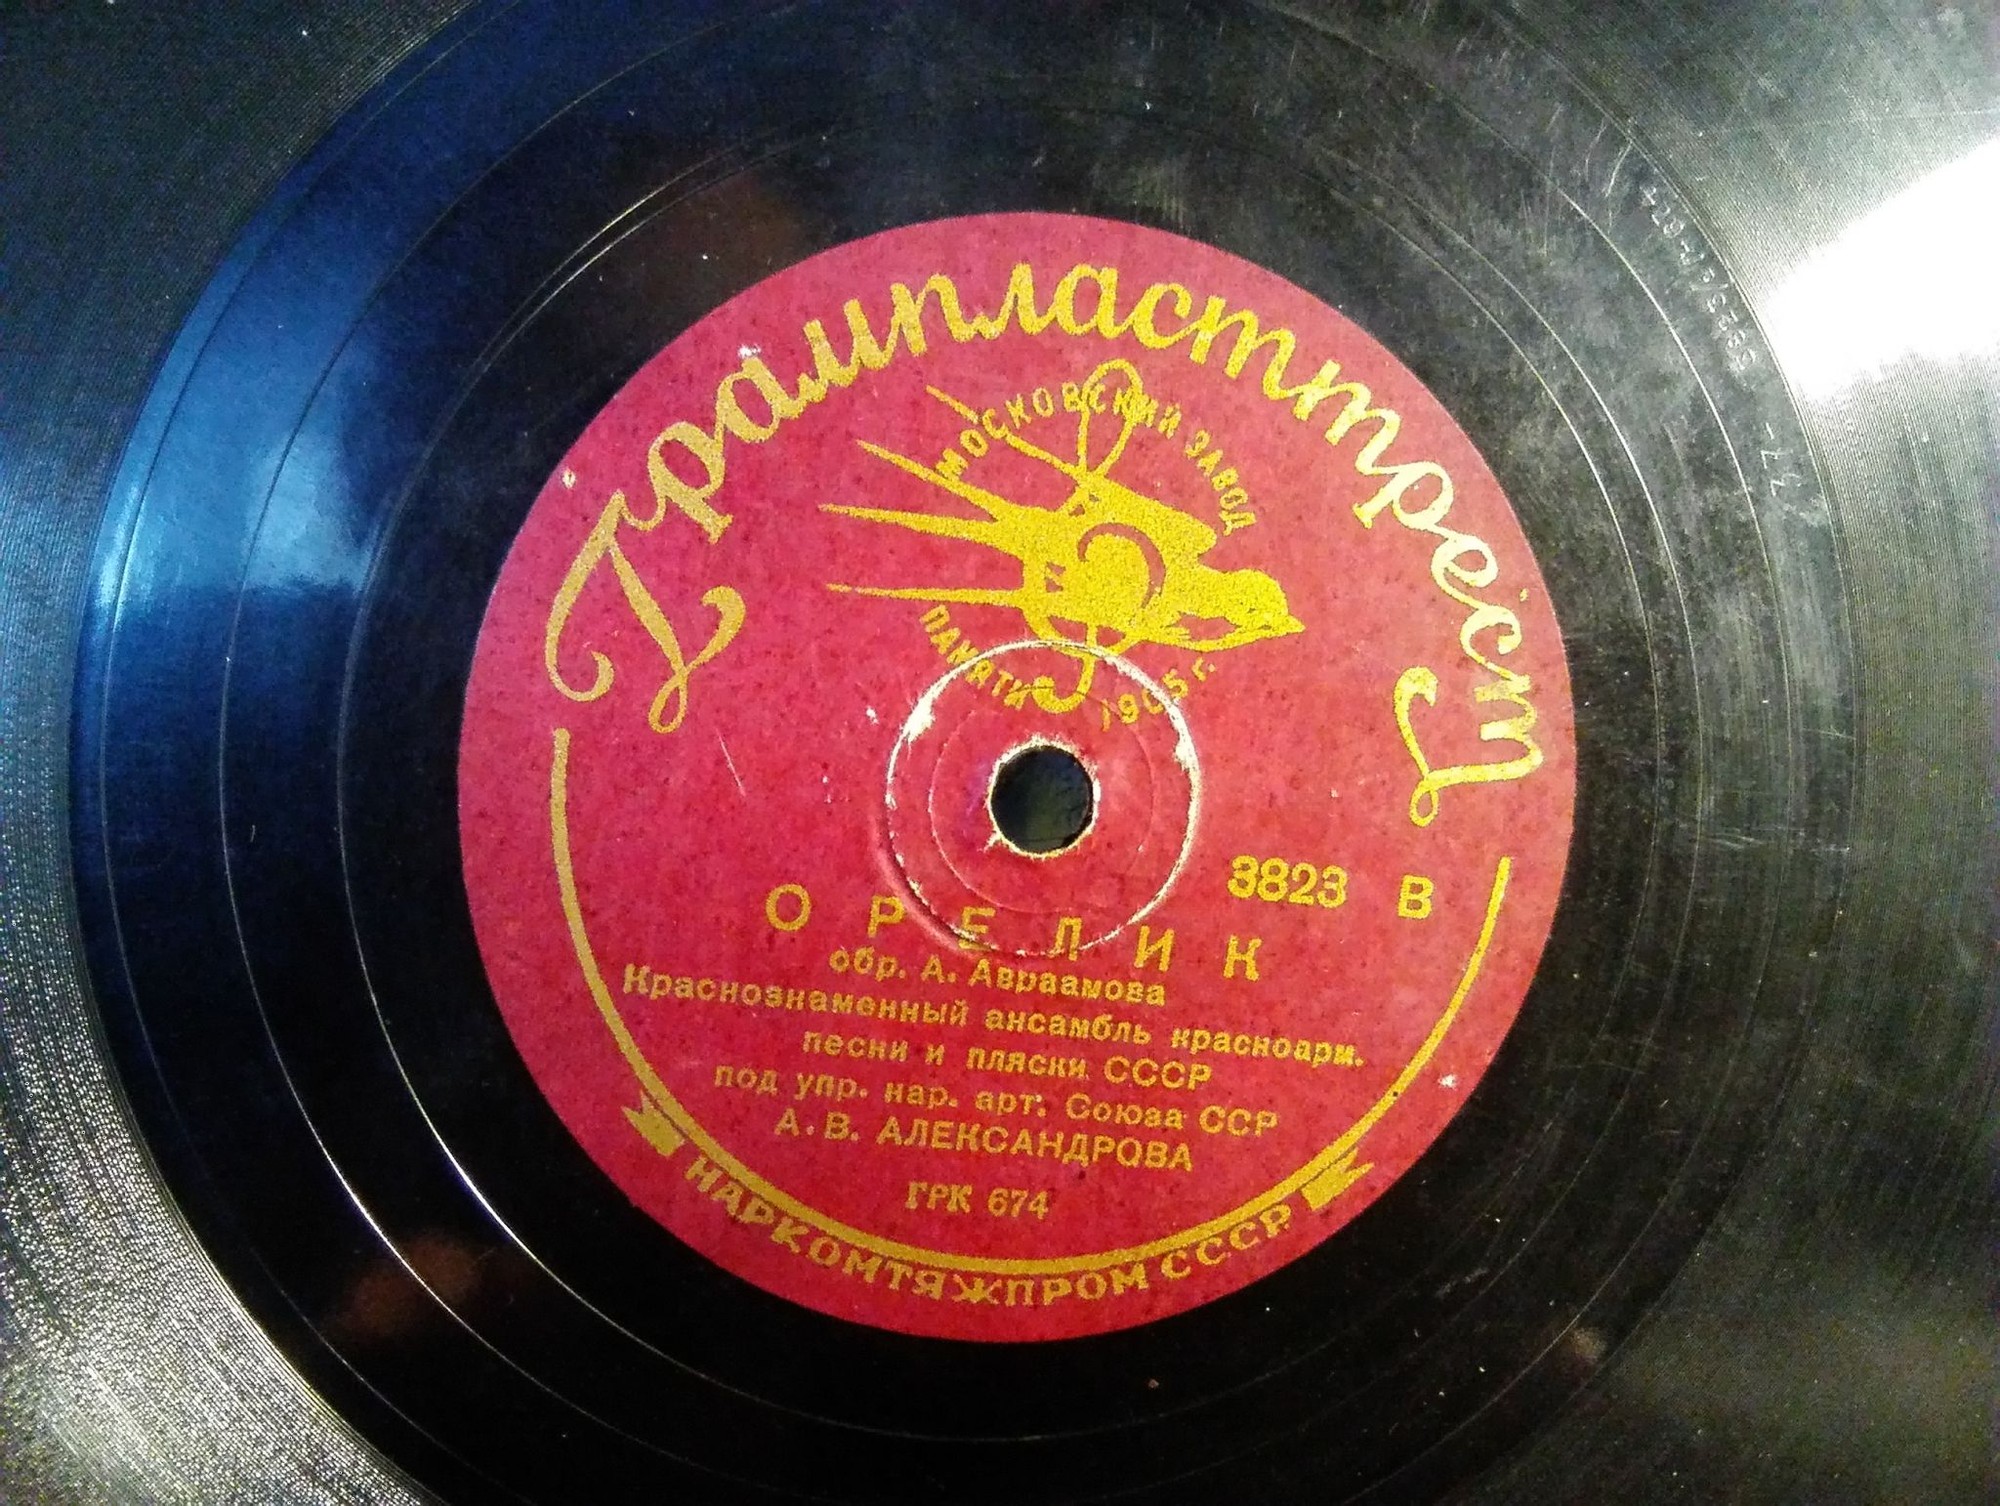 Грампласттрест
МОСКОВСКИЙ ЗАВОД
ПАМЯТИ 1905 г.
3823 В
ОРЕЛИК
обр. А. Авраамова
Краснознаменный ансамбль красноарм.
песни и пляски СССР
под упр. нар. арт. Союза ССР
А. В. АЛЕКСАНДРОВА
ГРК 674
НАРКОМТЯЖПРОМ СССР